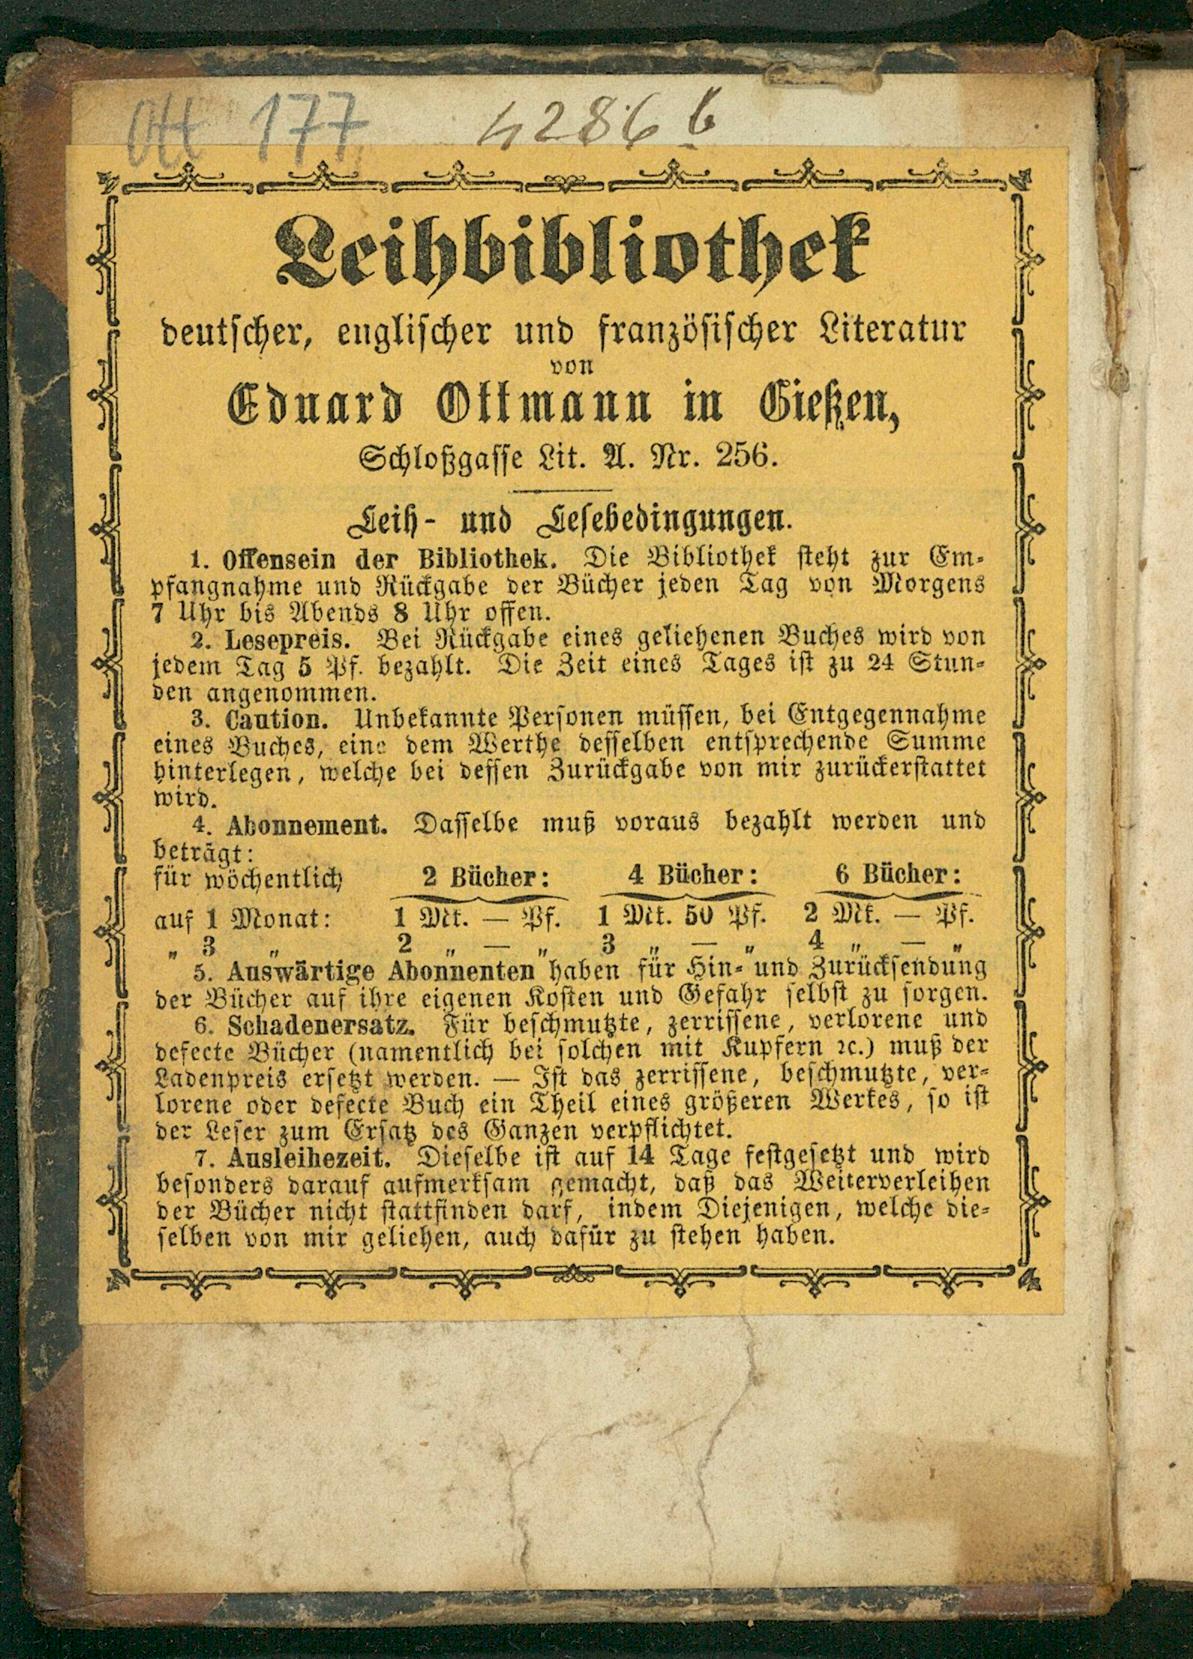 Ott 177
4286 b
Leihbibliothek
deutscher, englischer und französischer Literatur
von
Eduard Ottmann in Gießen,
Schloßgasse Lit. A. Nr. 256.
Leih- und Lesebedingungen.
1. Offensein der Bibliothek. Die Bibliothek steht zur Em-
pfangnahme und Rückgabe der Bücher jeden Tag von Morgens
7 Uhr bis Abends 8 Uhr offen.
2. Lesepreis. Bei Rückgabe eines geliehenen Buches wird von
jedem Tag 5 Pf. bezahlt. Die Zeit eines Tages ist zu 24 Stun-
den angenommen.
3. Caution. Unbekannte Personen müssen, bei Entgegennahme
eines Buches, eine dem Werthe desselben entsprechende Summe
hinterlegen, welche bei dessen Zurückgabe von mir zurückerstattet
wird.
4. Abonnement. Dasselbe muß voraus bezahlt werden und
beträgt:
für wöchentlich 2 Bücher: 4 Bücher: 6 Bücher:
auf 1 Monat: 1 Mk. — Pf. 1 Mk. 50 Pf. 2 Mk. — Pf.
„ 3 „ 2 „ — „ 3 „ — „ 4 „ — „
5. Auswärtige Abonnenten haben für Hin- und Zurücksendung
der Bücher auf ihre eigenen Kosten und Gefahr selbst zu sorgen.
6. Schadenersatz. Für beschmutzte, zerrissene, verlorene und
defecte Bücher (namentlich bei solchen mit Kupfern ꝛc.) muß der
Ladenpreis ersetzt werden. — Ist das zerrissene, beschmutzte, ver-
lorene oder defecte Buch ein Theil eines größeren Werkes, so ist
der Leser zum Ersatz des Ganzen verpflichtet.
7. Ausleihezeit. Dieselbe ist auf 14 Tage festgesetzt und wird
besonders darauf aufmerksam gemacht, daß das Weiterverleihen
der Bücher nicht stattfinden darf, indem Diejenigen, welche die-
selben von mir geliehen, auch dafür zu stehen haben.